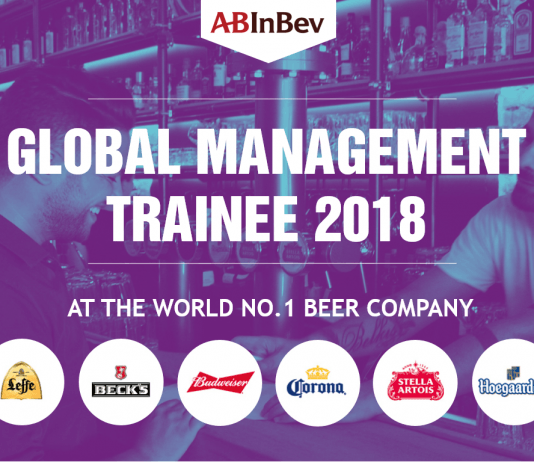 ABInBev
GLOBAL MANAGEMENT
TRAINEE 2018
AT THE WORLD NO.1 BEER COMPANY
Leffe
BECK'S
Budweiser
Corona
STELLA
ARTOIS
Hoegaard